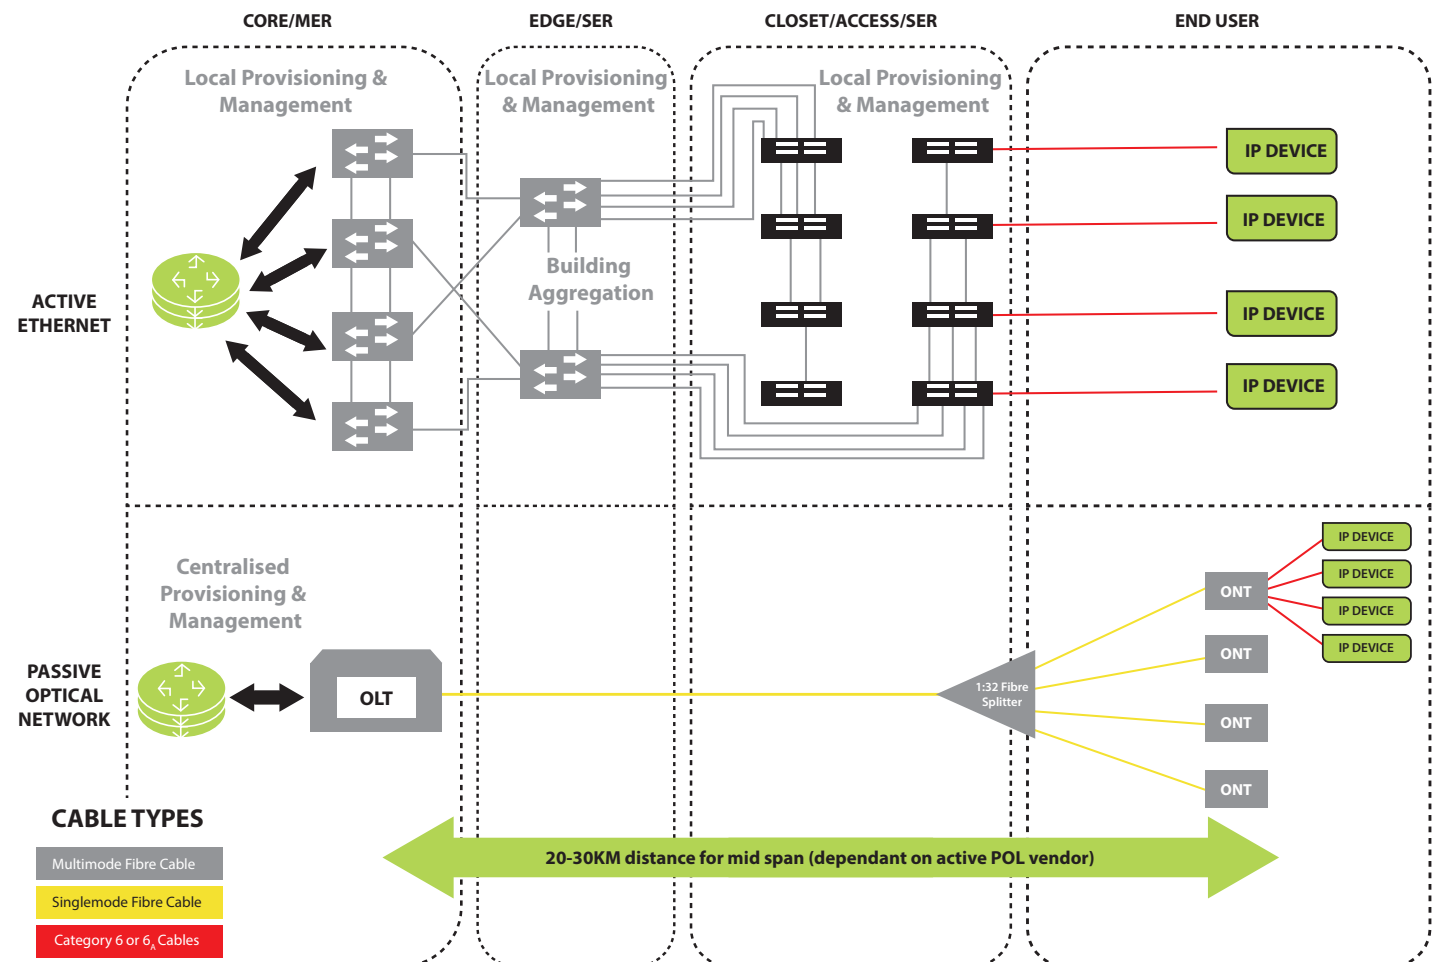 CORE/MER
EDGE/SER
CLOSET/ACCESS/SER
END USER
Local Provisioning &
Management
Local Provisioning
& Management
Local Provisioning
& Management
IP DEVICE
IP DEVICE
Building
Aggregation
ACTIVE
ETHERNET
IP DEVICE
IP DEVICE
Centralised
Provisioning &
Management
IP DEVICE
IP DEVICE
IP DEVICE
IP DEVICE
ONT
ONT
ONT
ONT
PASSIVE
OPTICAL
NETWORK
OLT
1:32 Fibre
Splitter
CABLE TYPES
Multimode Fibre Cable
Singlemode Fibre Cable
Category 6 or 6A Cables
20-30KM distance for mid span (dependant on active POL vendor)